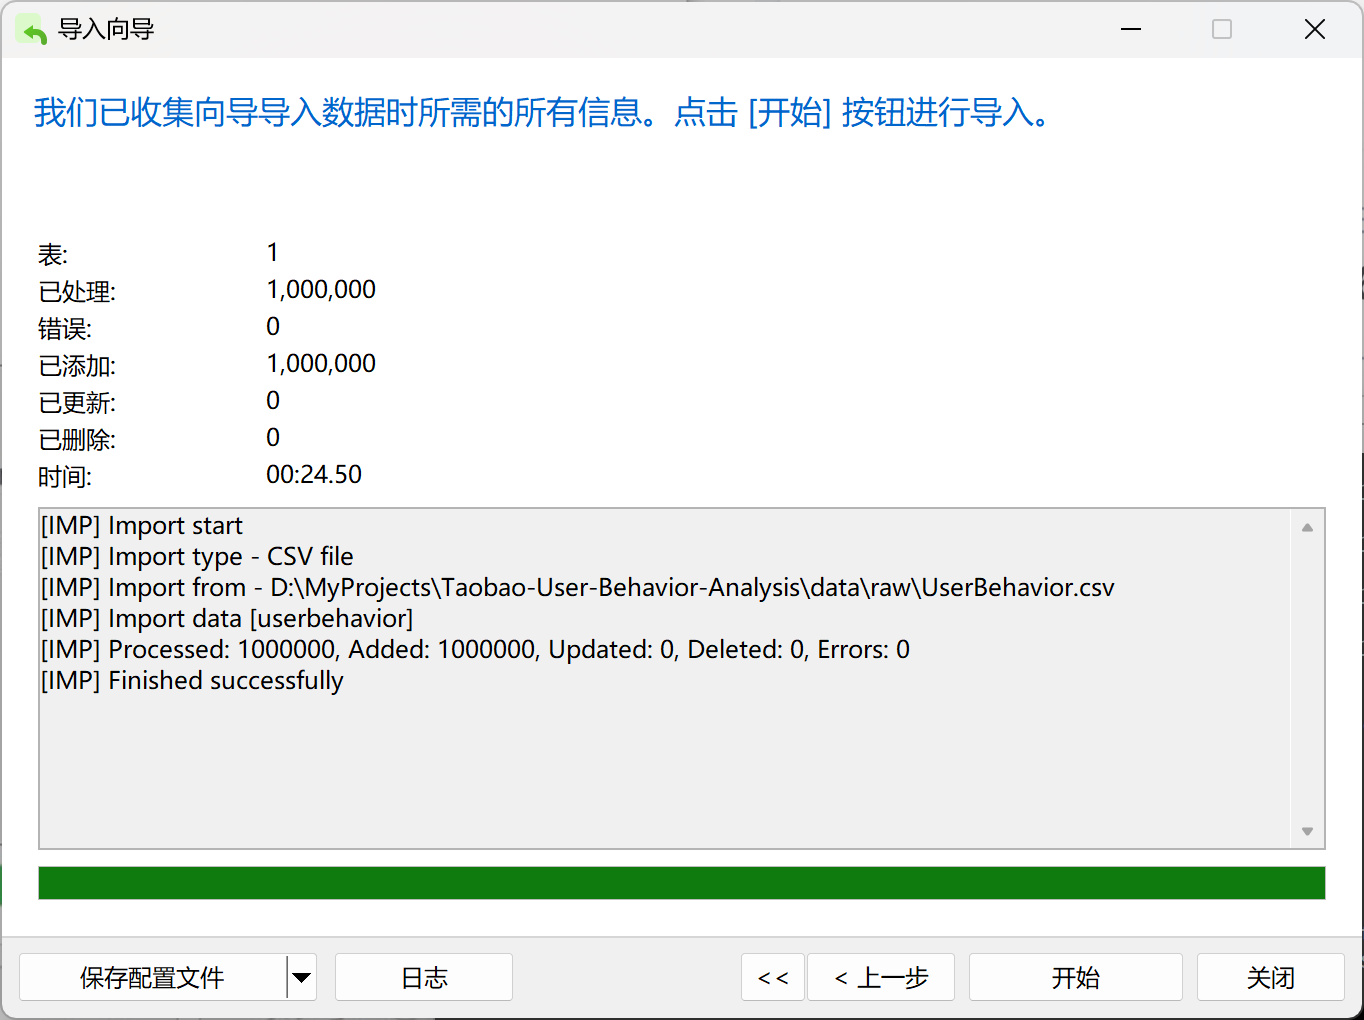 导入向导
我们已收集向导导入数据时所需的所有信息。点击 [开始] 按钮进行导入。
表: 1
已处理: 1,000,000
错误: 0
已添加: 1,000,000
已更新: 0
已删除: 0
时间: 00:24.50
[IMP] Import start
[IMP] Import type - CSV file
[IMP] Import from - D:\MyProjects\Taobao-User-Behavior-Analysis\data\raw\UserBehavior.csv
[IMP] Import data [userbehavior]
[IMP] Processed: 1000000, Added: 1000000, Updated: 0, Deleted: 0, Errors: 0
[IMP] Finished successfully
保存配置文件 日志 << < 上一步 开始 关闭